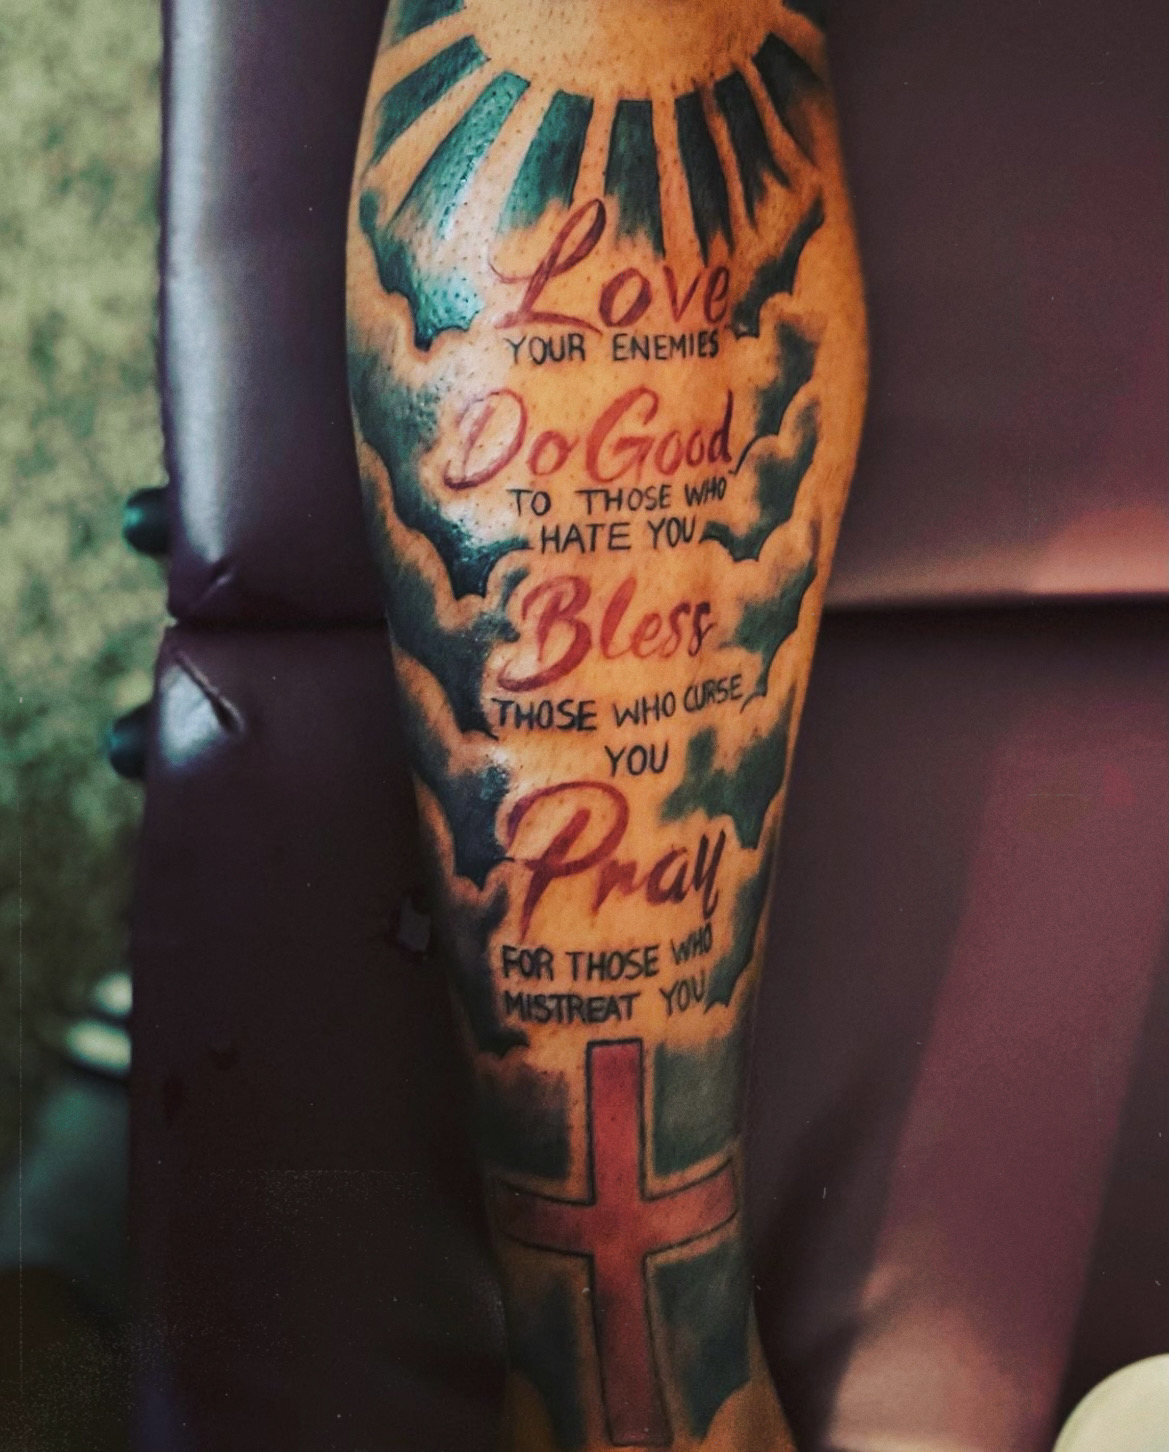 Love
YOUR ENEMIES
Do Good
TO THOSE WHO
HATE YOU
Bless
THOSE WHO CURSE
YOU
Pray
FOR THOSE WHO
MISTREAT YOU